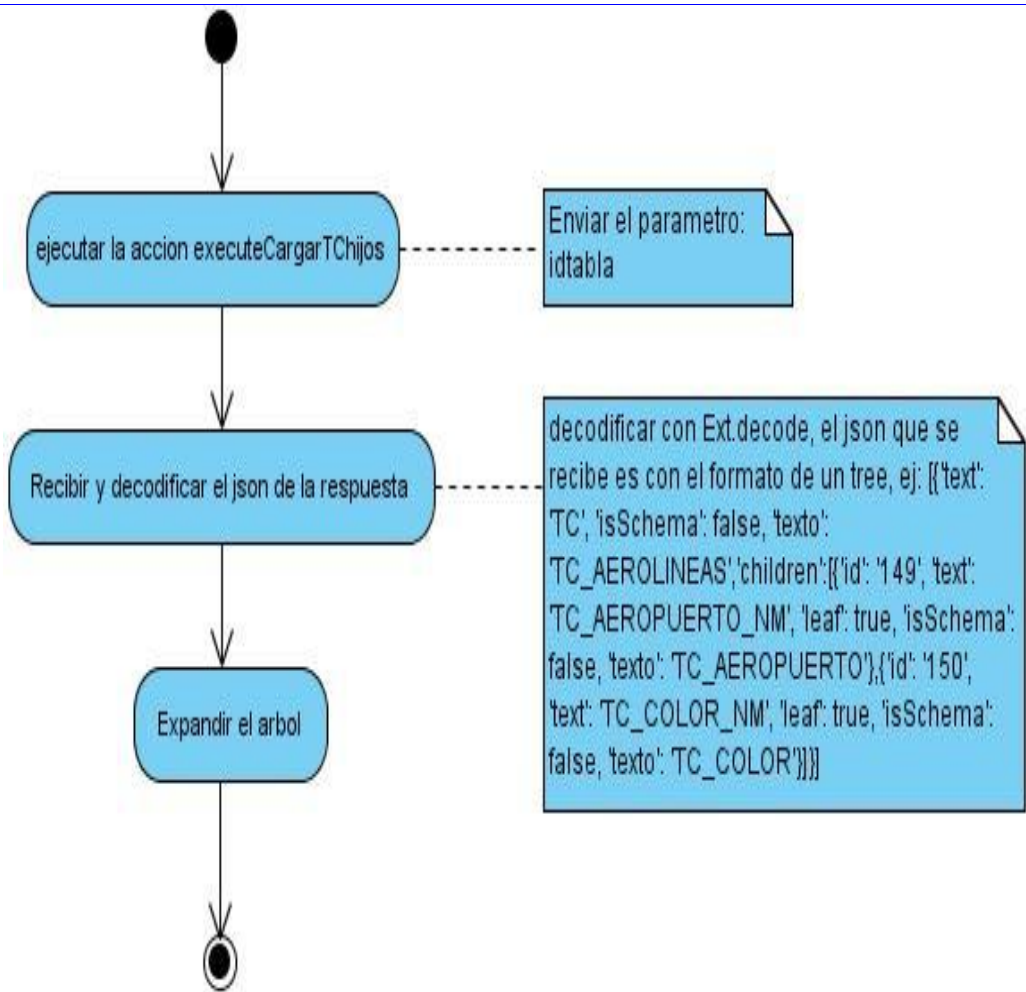 ejecutar la accion executeCargarTChijos
Enviar el parametro:
idtabla
Recibir y decodificar el json de la respuesta
decodificar con Ext.decode, el json que se
recibe es con el formato de un tree, ej: [{'text':
'TC', 'isSchema': false, 'texto':
'TC_AEROLINEAS','children':[{'id': '149', 'text':
'TC_AEROPUERTO_NM', 'leaf': true, 'isSchema':
false, 'texto': 'TC_AEROPUERTO'},{'id': '150',
'text': 'TC_COLOR_NM', 'leaf': true, 'isSchema':
false, 'texto': 'TC_COLOR'}]}]
Expandir el arbol